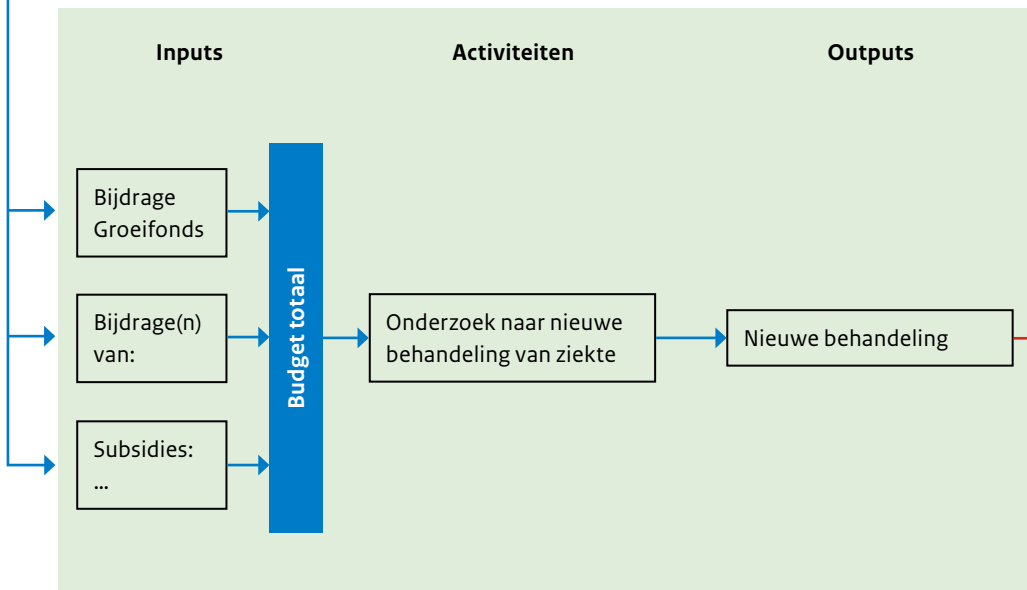 Inputs
Activiteiten
Outputs
Bijdrage
Groeifonds
Bijdrage(n)
van:
Subsidies:
...
Budget totaal
Onderzoek naar nieuwe
behandeling van ziekte
Nieuwe behandeling